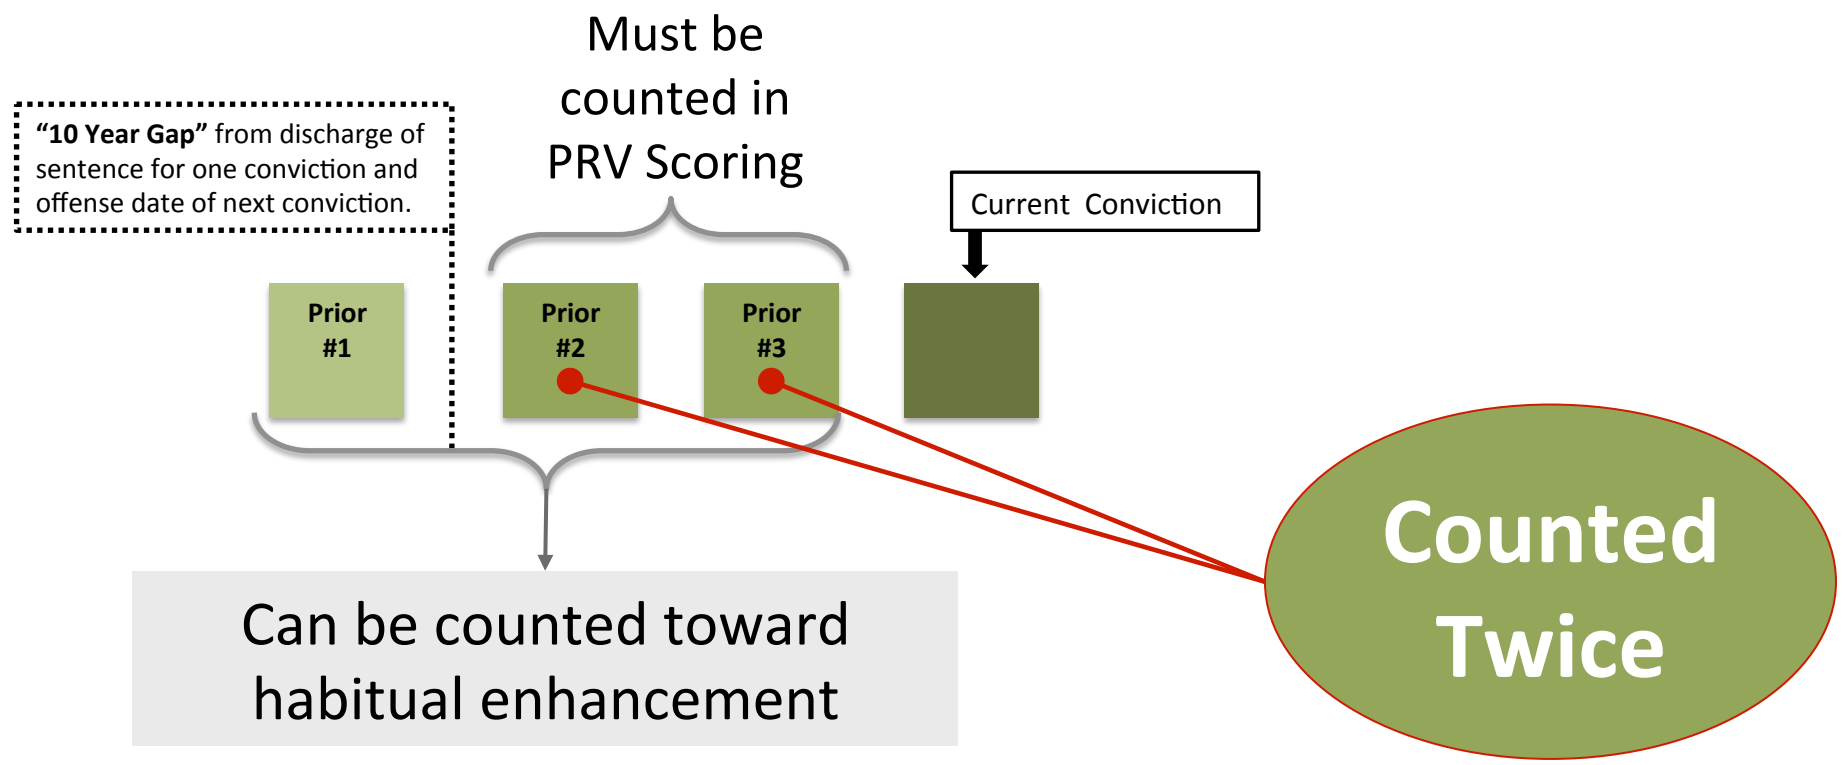 Must be
counted in
PRV Scoring
“10 Year Gap” from discharge of
sentence for one conviction and
offense date of next conviction.
Current Conviction
Prior
#1
Prior
#2
Prior
#3
Can be counted toward
habitual enhancement
Counted
Twice